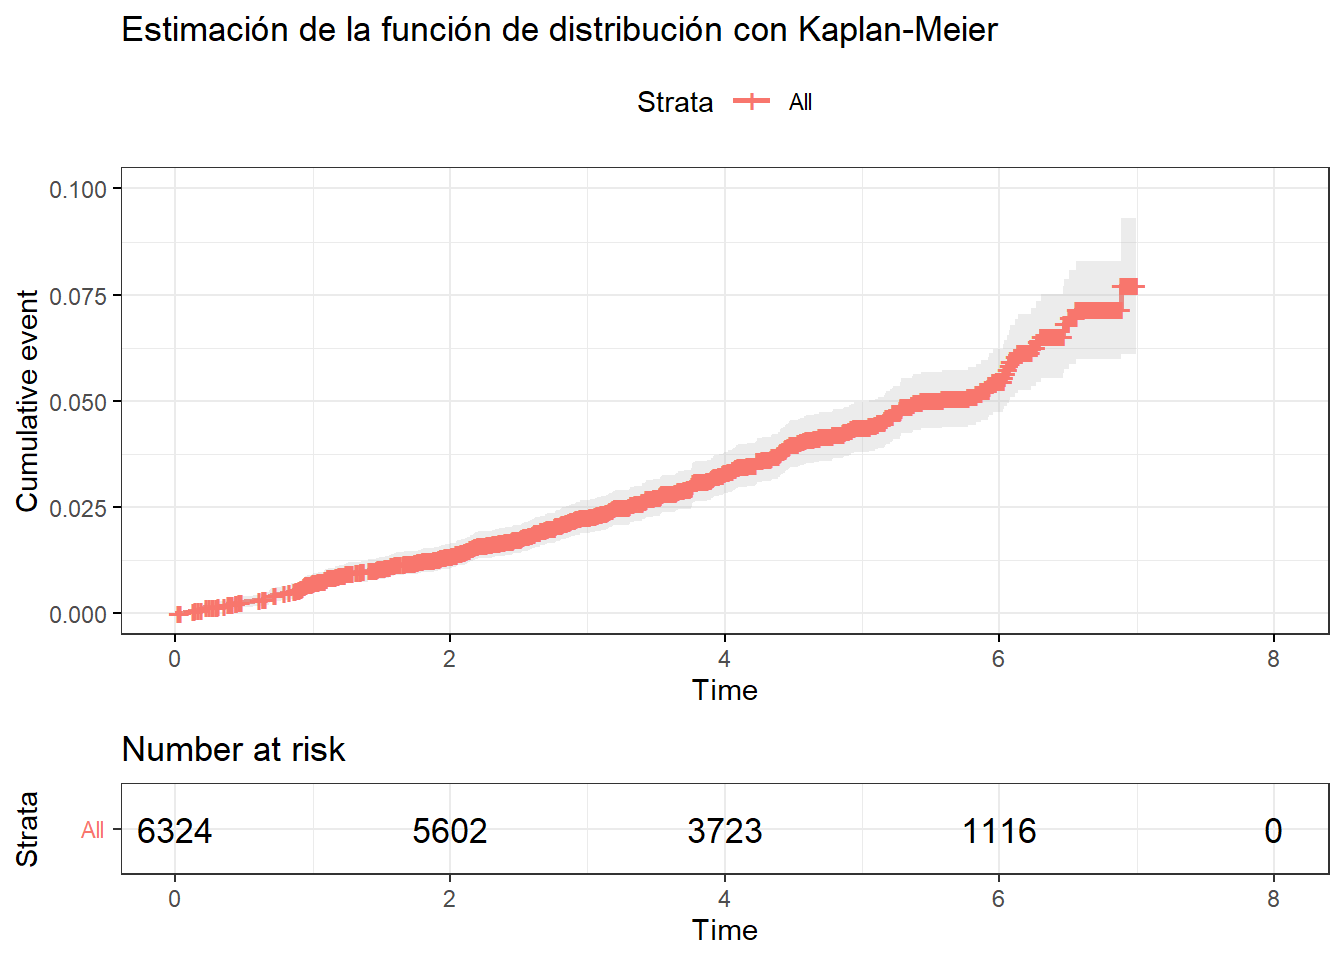 Estimación de la función de distribución con Kaplan-Meier
Strata All
Cumulative event
0.100
0.075
0.050
0.025
0.000
0 2 4 6 8
Time
Number at risk
Strata
All 6324 5602 3723 1116 0
0 2 4 6 8
Time